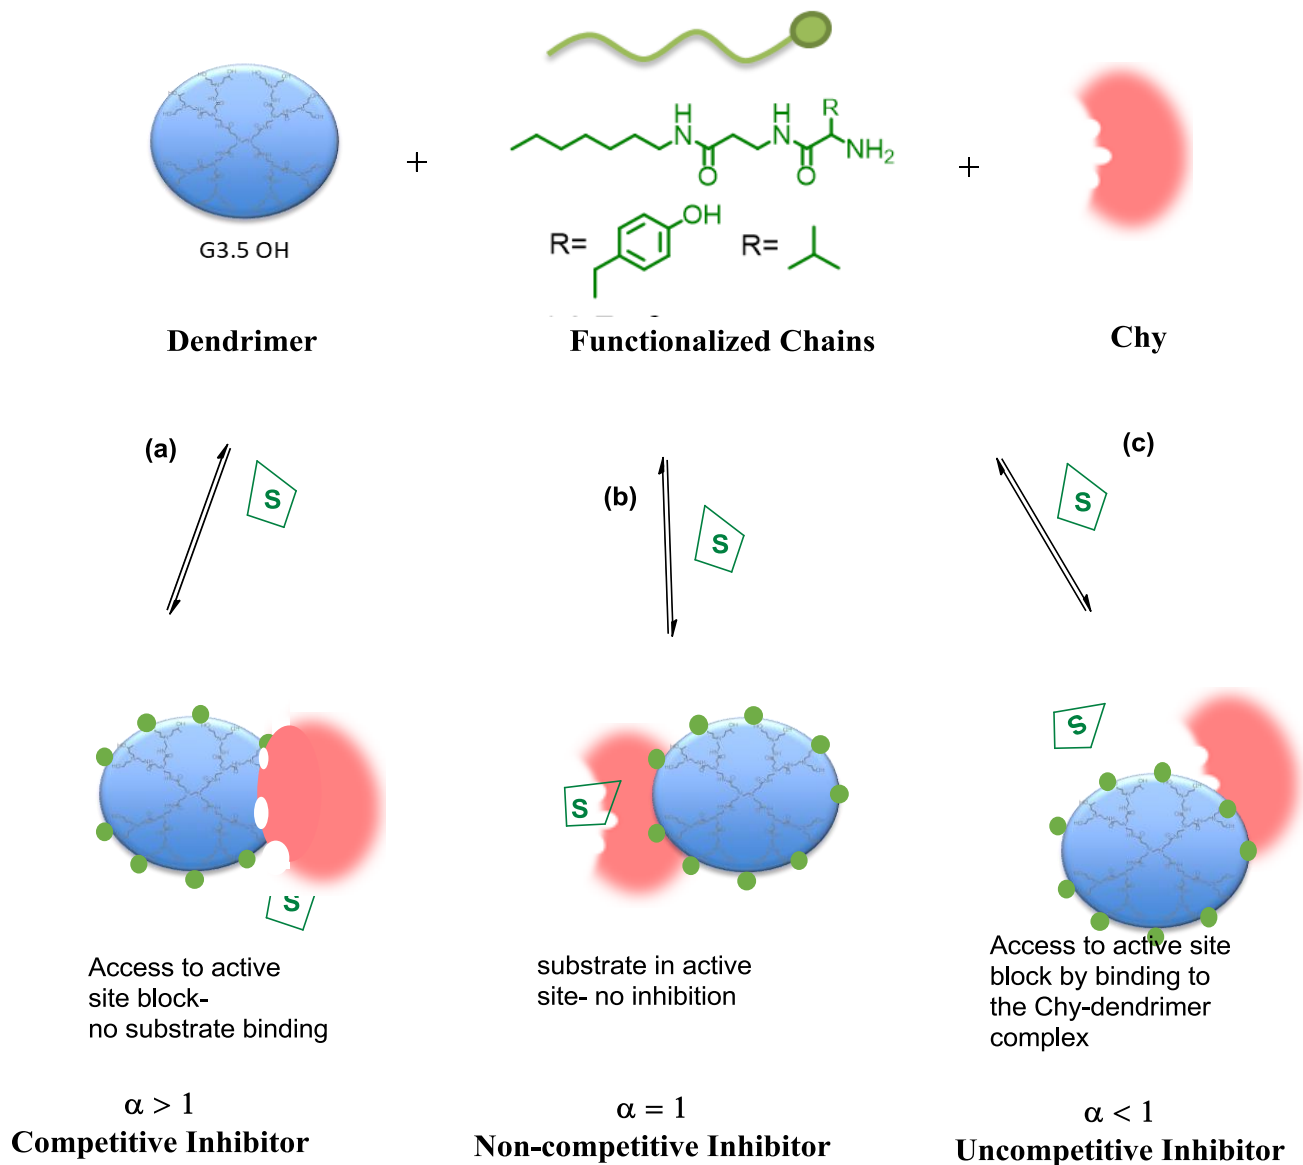 +
+
H
N
O
H
N
O
R
NH2
G3.5 OH
R=
OH
R=
Dendrimer
Functionalized Chains
Chy
(a)
S
(b)
S
(c)
S
S
S
S
Access to active
site block-
no substrate binding
substrate in active
site- no inhibition
Access to active site
block by binding to
the Chy-dendrimer
complex
α > 1
Competitive Inhibitor
α = 1
Non-competitive Inhibitor
α < 1
Uncompetitive Inhibitor